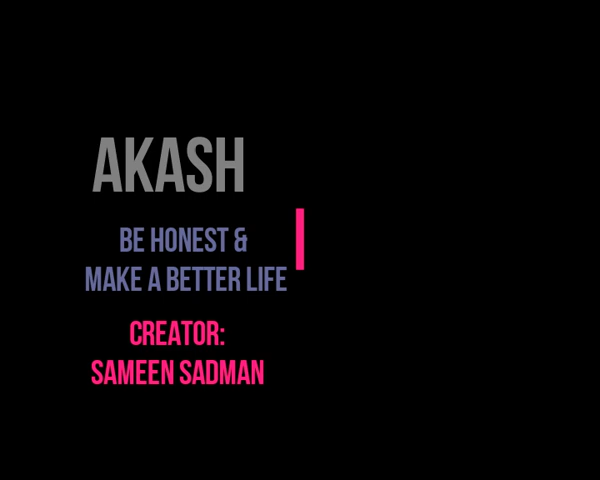 AKASH
BE HONEST &
MAKE A BETTER LIFE
CREATOR:
SAMEEN SADMAN